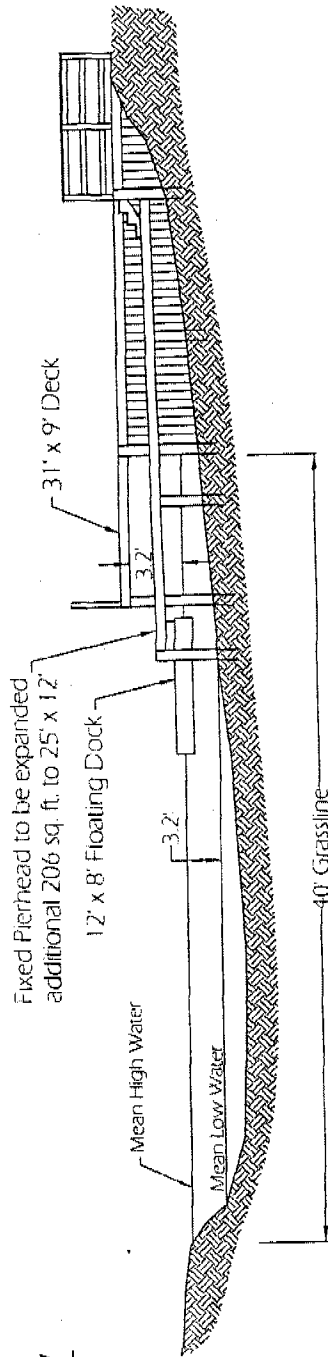 31' x 9' Deck
Fixed Pierhead to be expanded
additional 206 sq. ft. to 25' x 12'
12' x 8' Floating Dock
3.2'
3.2'
Mean High Water
Mean Low Water
40' Grassline